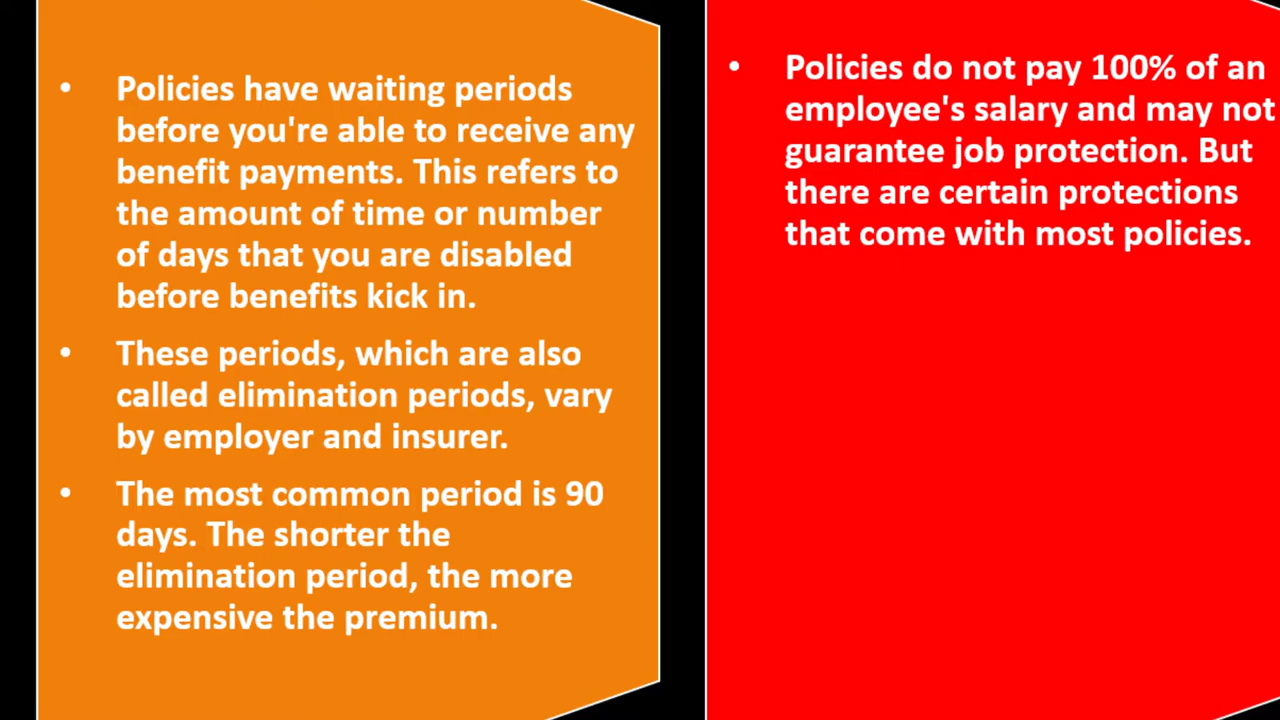 • Policies have waiting periods
before you're able to receive any
benefit payments. This refers to
the amount of time or number
of days that you are disabled
before benefits kick in.
• These periods, which are also
called elimination periods, vary
by employer and insurer.
• The most common period is 90
days. The shorter the
elimination period, the more
expensive the premium.
• Policies do not pay 100% of an
employee's salary and may not
guarantee job protection. But
there are certain protections
that come with most policies.